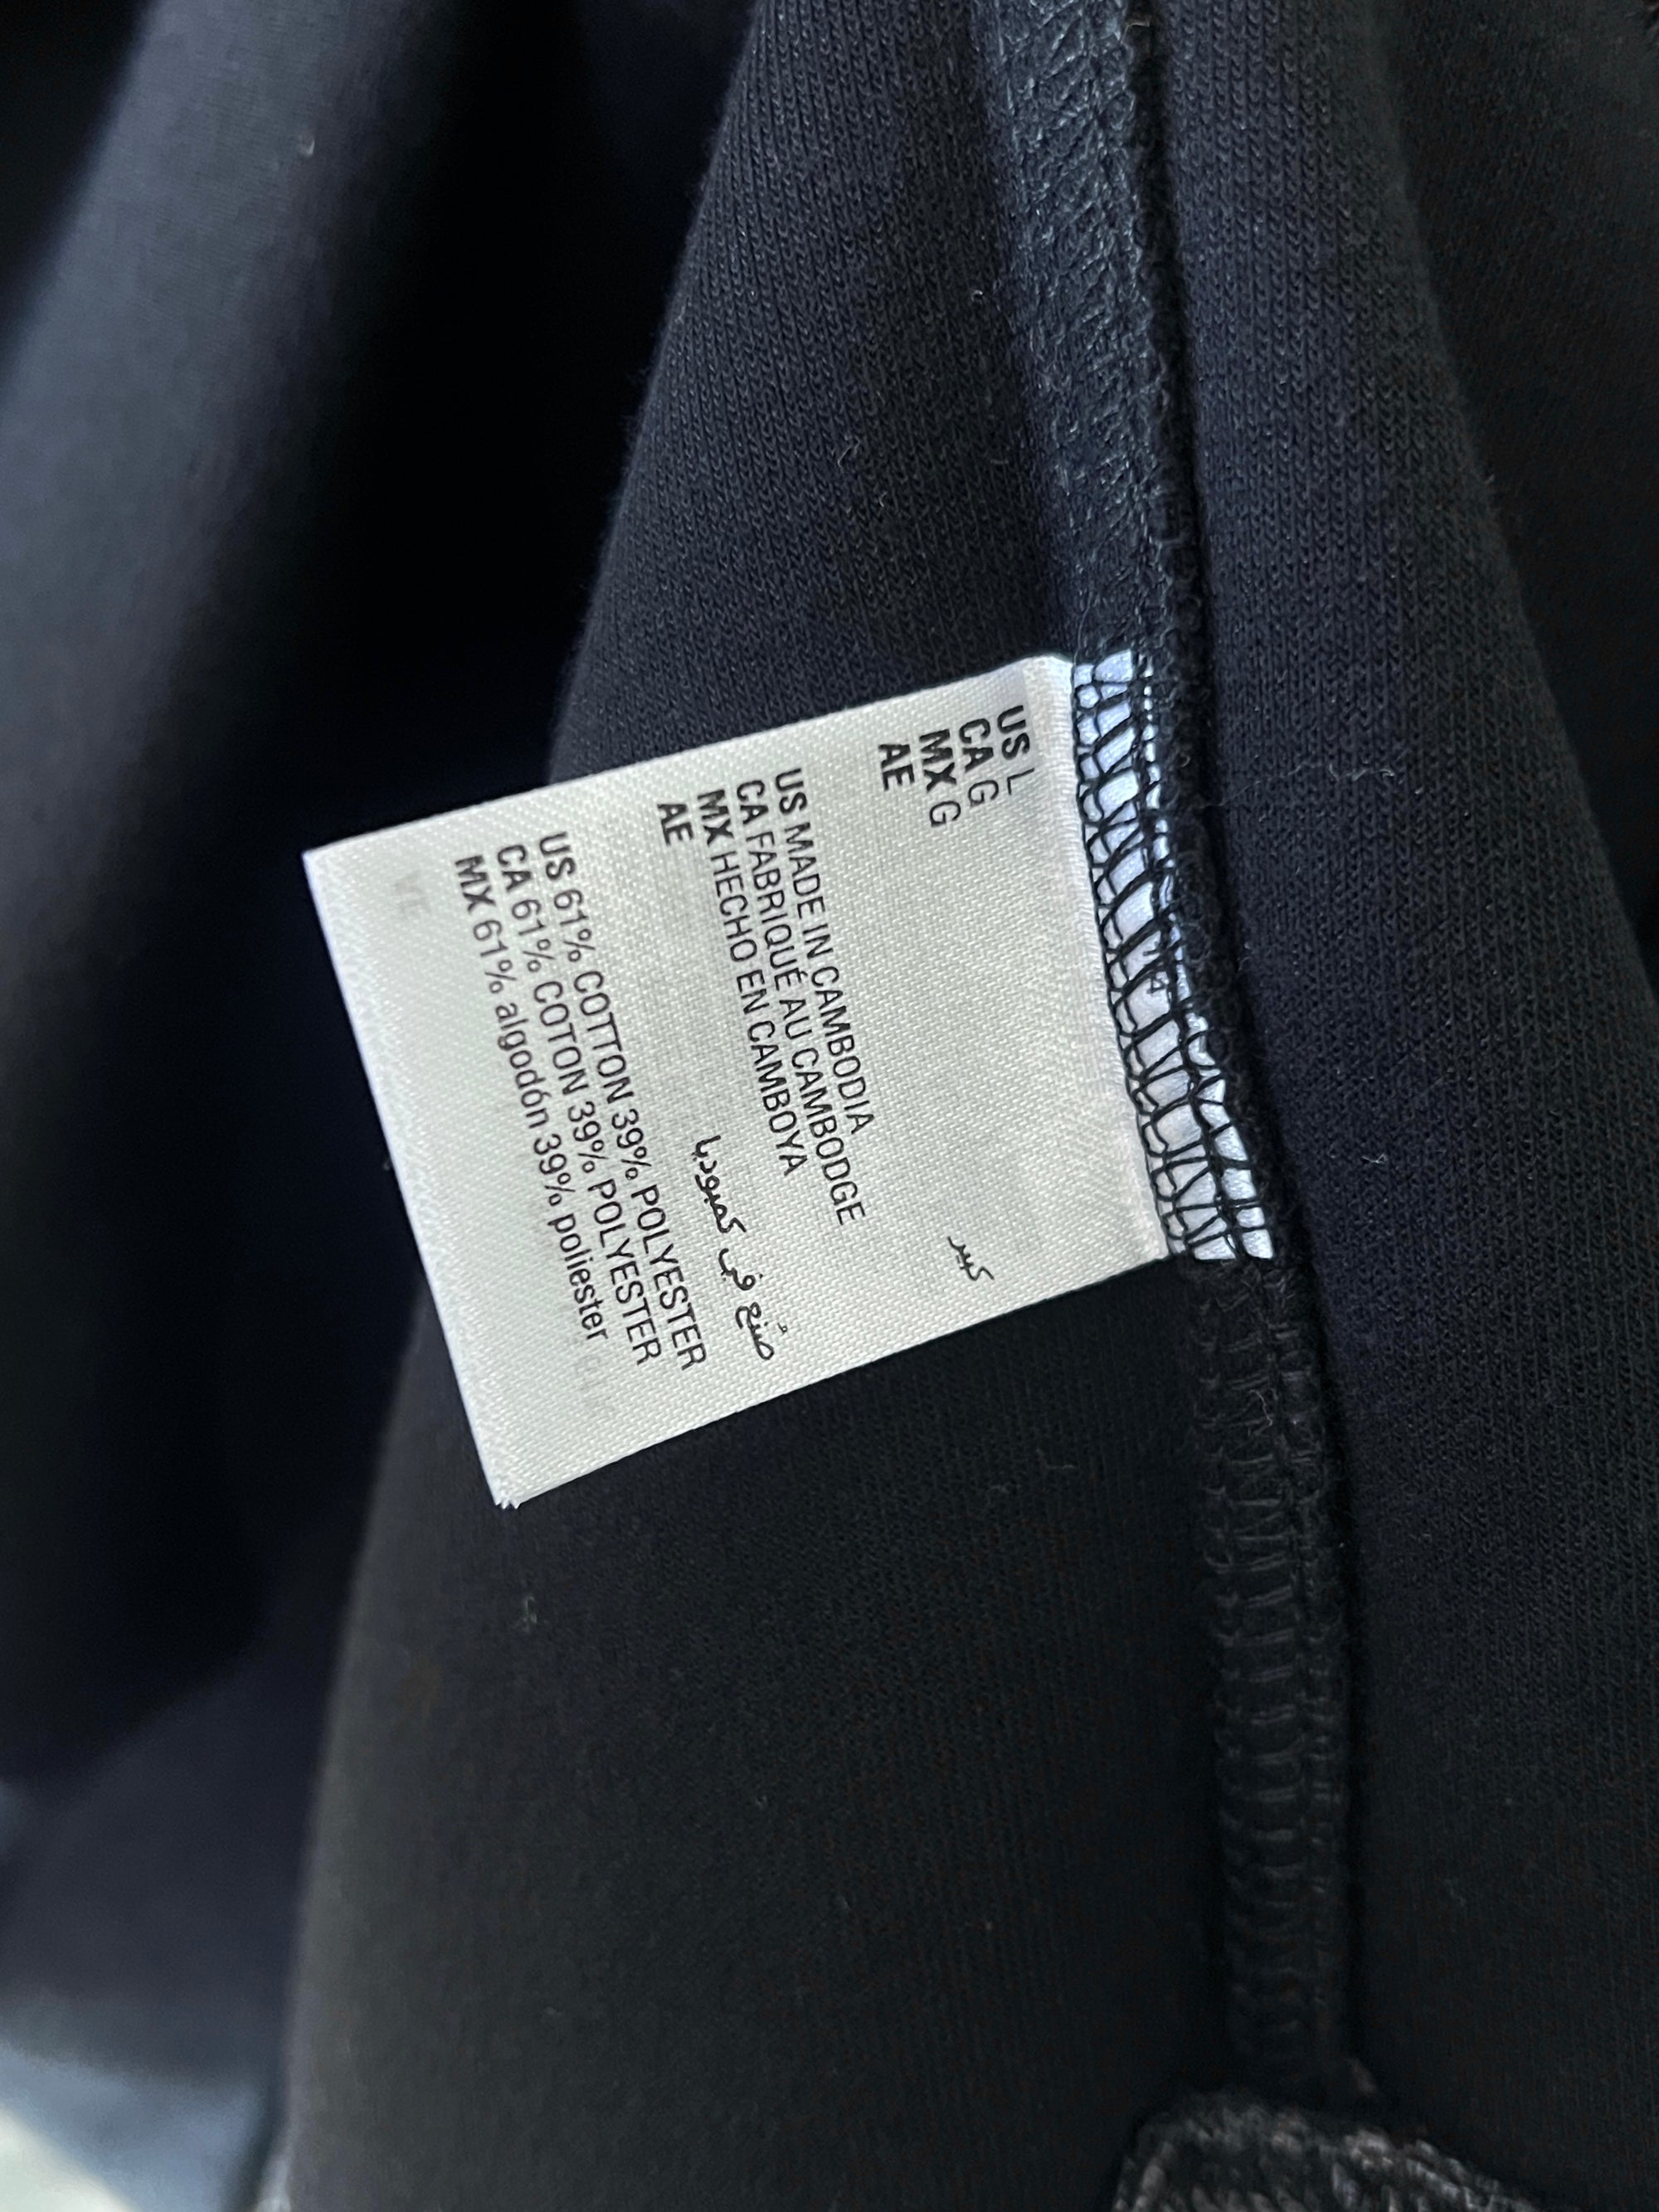 US L
CA G
MX G
AE كبير
US MADE IN CAMBODIA
CA FABRIQUÉ AU CAMBODGE
MX HECHO EN CAMBOYA
AE صُنع في كمبوديا
US 61% COTTON 39% POLYESTER
CA 61% COTON 39% POLYESTER
MX 61% algodón 39% poliester